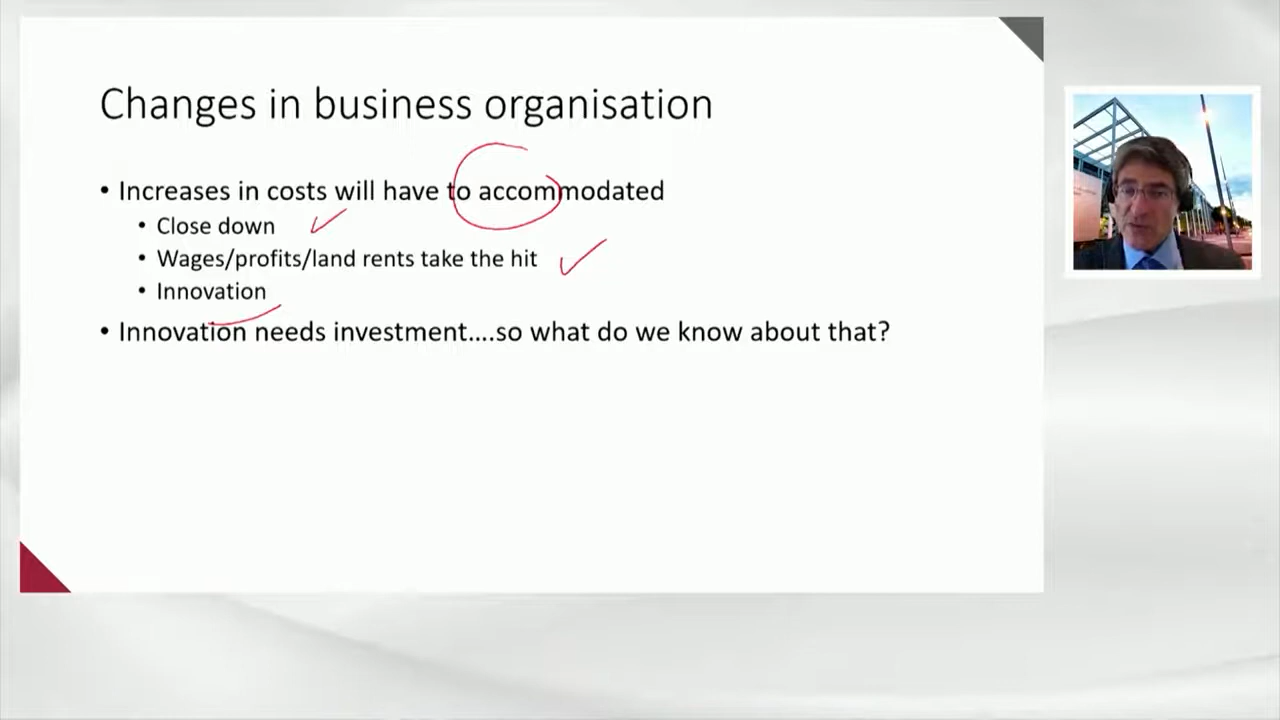 Changes in business organisation
• Increases in costs will have to accommodated
• Close down
• Wages/profits/land rents take the hit
• Innovation
• Innovation needs investment....so what do we know about that?